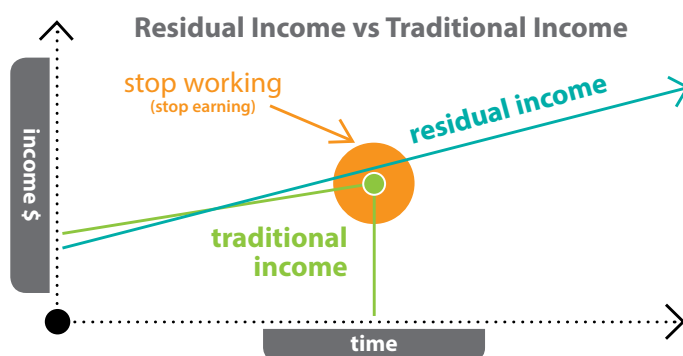 Residual Income vs Traditional Income
stop working
(stop earning)
residual income
income $
traditional
income
time